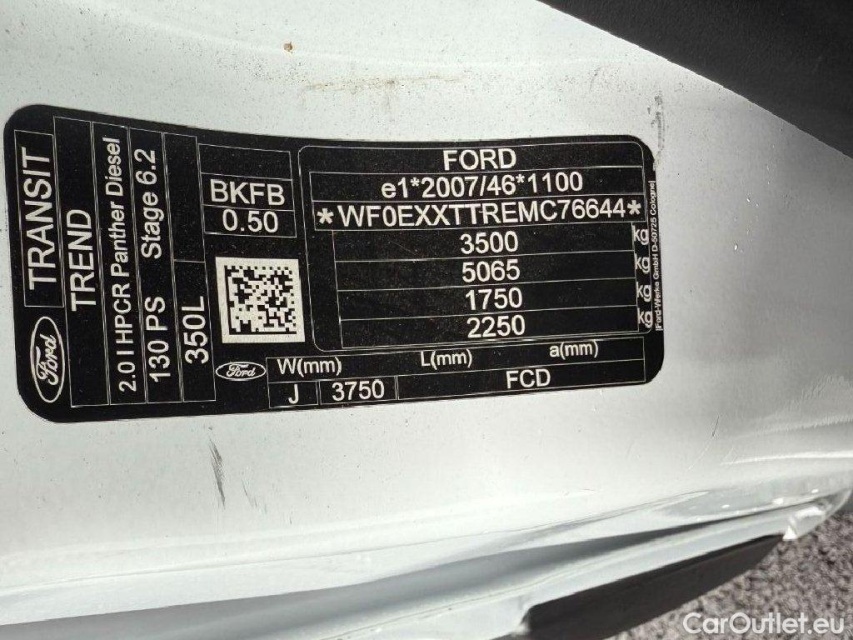 TRANSIT
TREND
2.0 l HPCR Panther Diesel
130 PS Stage 6.2
350L
Ford
BKFB
0.50
FORD
e1*2007/46*1100
*WF0EXXTTREMC76644*
3500 kg
5065 kg
1750 kg
2250 kg
Ford
W(mm) L(mm) a(mm)
J 3750 FCD
Ford-Werke GmbH D-50725 Cologne
CarOutlet.eu